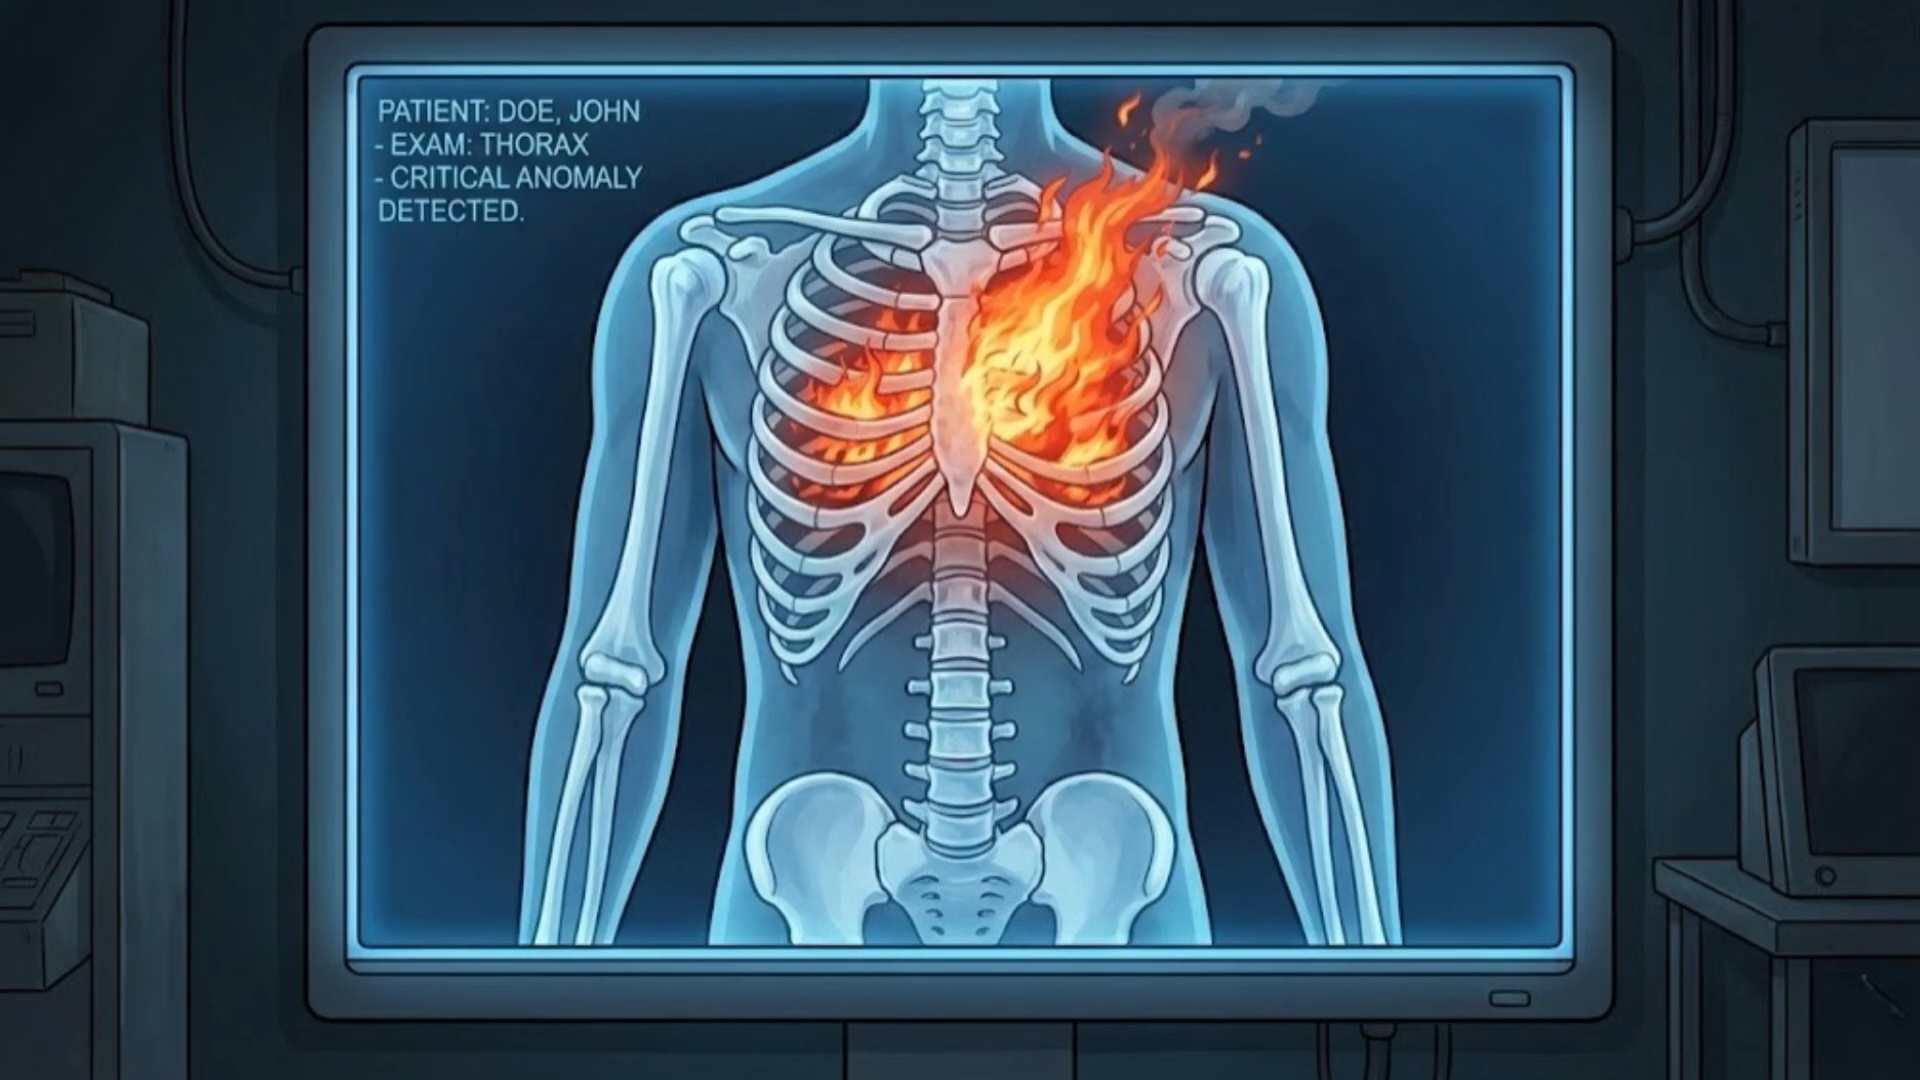 PATIENT: DOE, JOHN
- EXAM: THORAX
- CRITICAL ANOMALY
DETECTED.